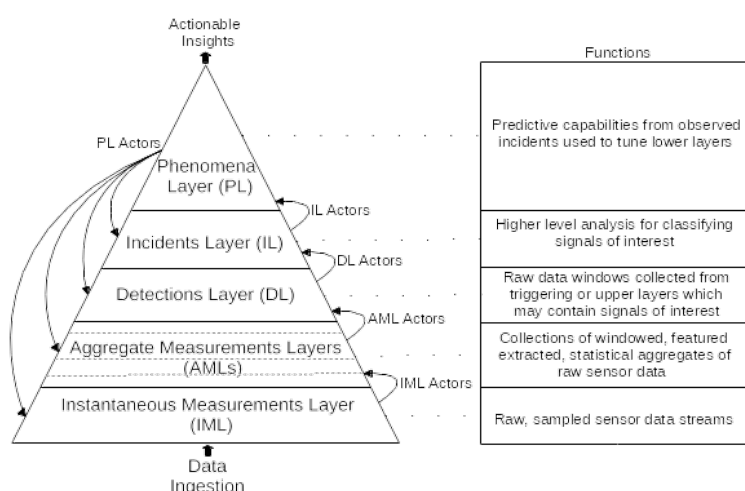 Actionable
Insights
PL Actors
Phenomena
Layer (PL)
IL Actors
Incidents Layer (IL)
DL Actors
Detections Layer (DL)
AML Actors
Aggregate Measurements Layers
(AMLs)
IML Actors
Instantaneous Measurements Layer
(IML)
Data
Ingestion
Functions
Predictive capabilities from observed
incidents used to tune lower layers
Higher level analysis for classifying
signals of interest
Raw data windows collected from
triggering or upper layers which
may contain signals of interest
Collections of windowed, featured
extracted, statistical aggregates of
raw sensor data
Raw, sampled sensor data streams